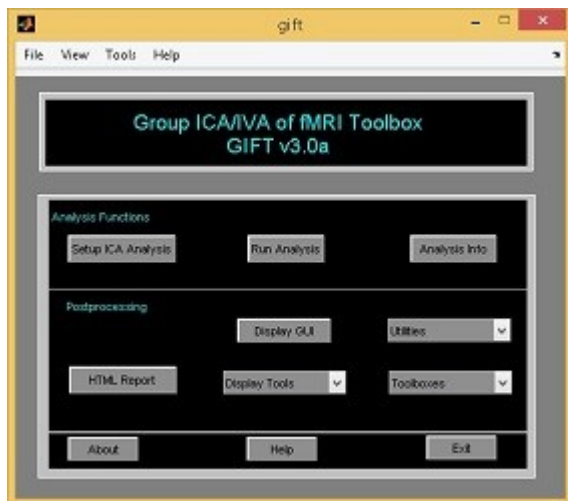 gift
File View Tools Help
Group ICA/IVA of fMRI Toolbox
GIFT v3.0a
Analysis Functions
Setup ICA Analysis Run Analysis Analysis Info
Postprocessing
Display GUI Utilities
HTML Report Display Tools Toolboxes
About Help Exit